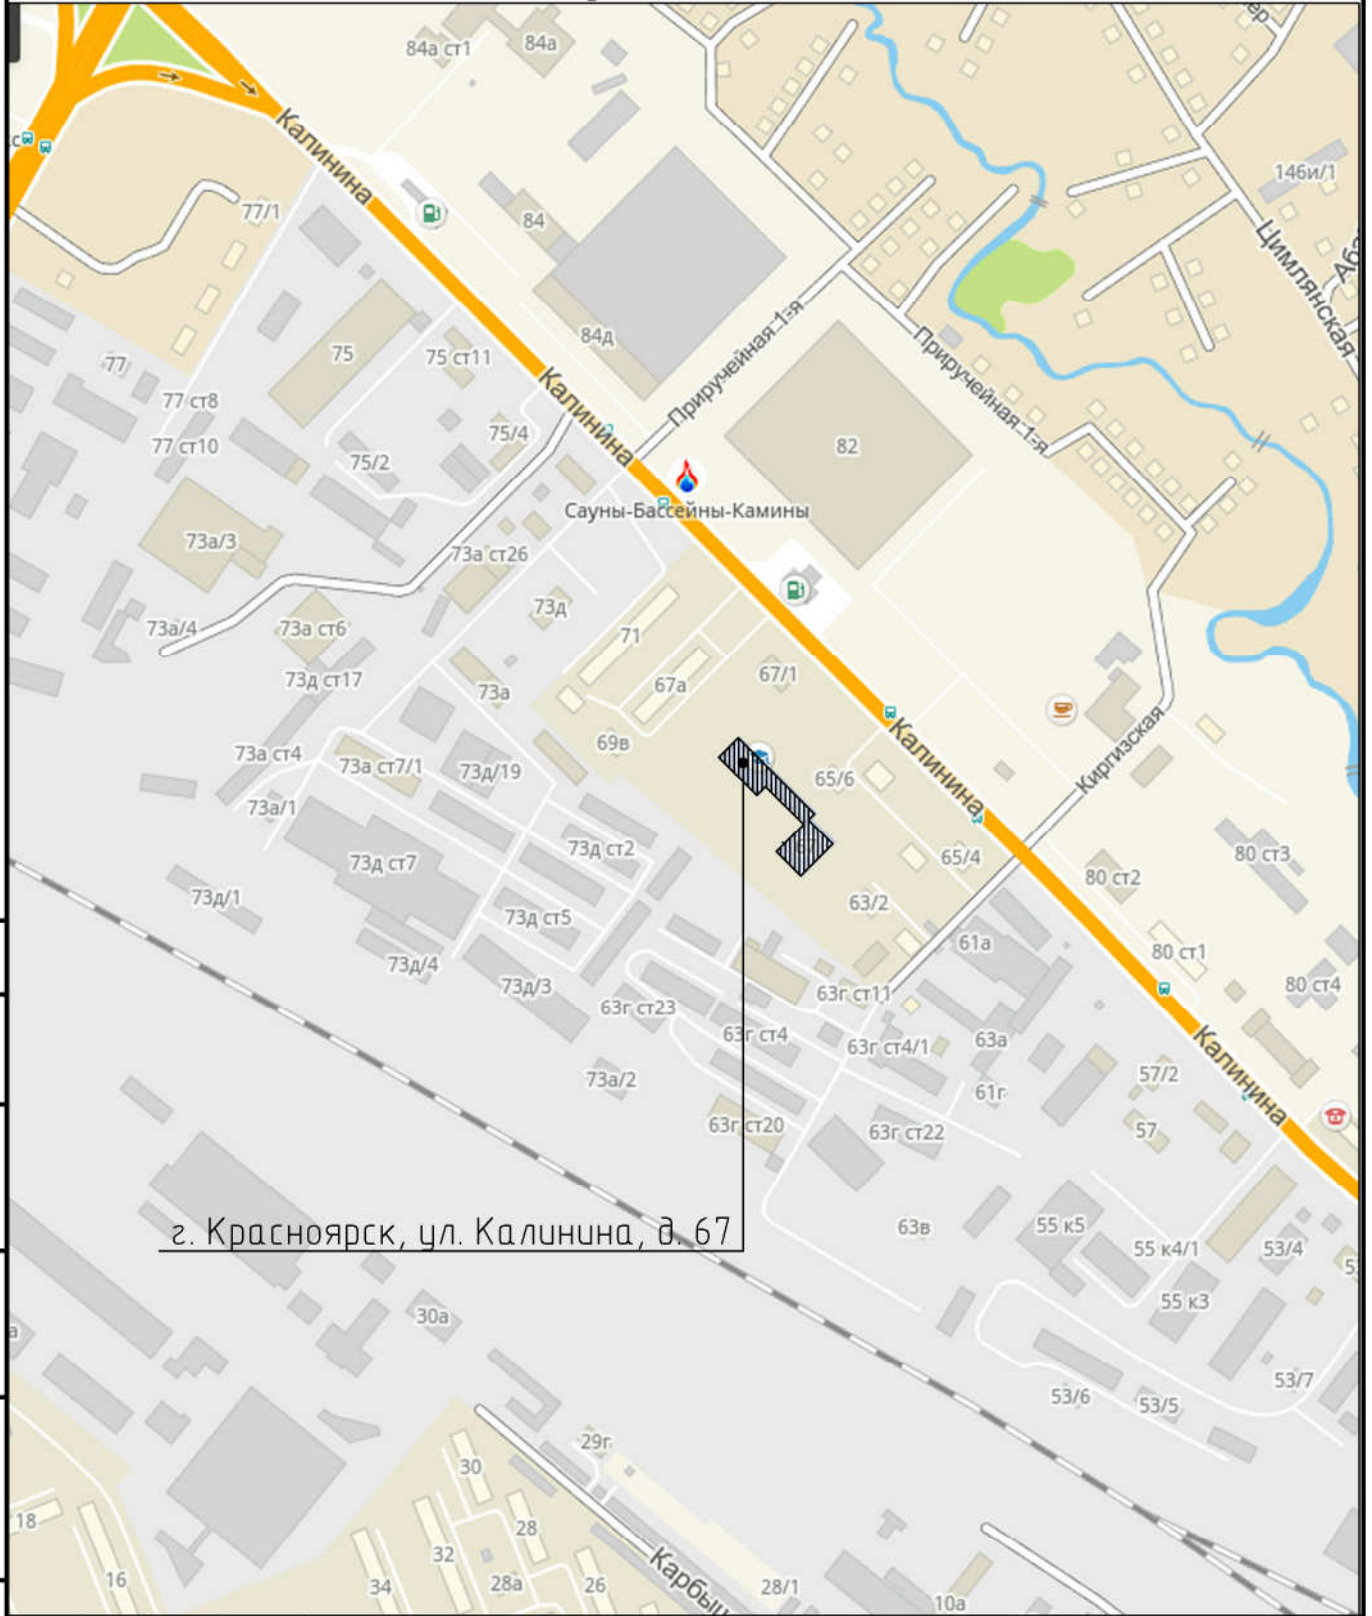 84а ст1
84а
146и/1
Калинина
77/1
84
Цимлянская
84д
Приручейная 1-я
Приручейная 1-я
75
75 ст11
77
77 ст8
Калинина
75/4
77 ст10
75/2
82
Сауны-Бассейны-Камины
73а/3
73а ст26
73д
73а/4
73а ст6
71
73д ст17
67а
67/1
73а
69в
Калинина
Киргизская
73а ст4
73а ст7/1
73д/19
65/6
73а/1
73д ст7
73д ст2
65/4
80 ст3
80 ст2
73д/1
73д ст5
63/2
61а
80 ст1
73д/4
73д/3
63г ст23
63г ст11
80 ст4
63г ст4
63г ст4/1
63а
Калинина
73а/2
61г
57/2
63г ст20
63г ст22
57
г. Красноярск, ул. Калинина, д. 67
63в
55 к5
55 к4/1
53/4
55 к3
30а
53/7
53/6
53/5
29г
30
18
28
32
16
34
28а
26
Карбыш
28/1
10а